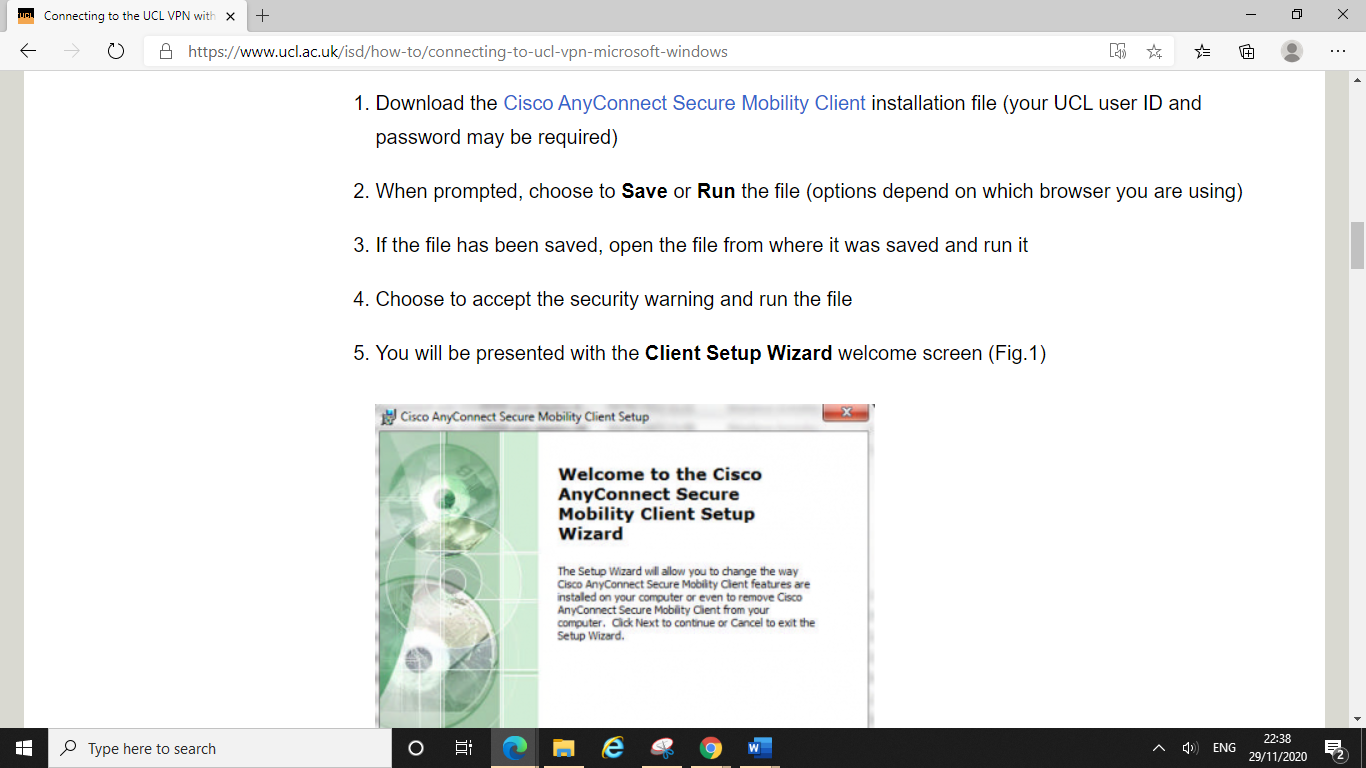 UCL
Connecting to the UCL VPN with
https://www.ucl.ac.uk/isd/how-to/connecting-to-ucl-vpn-microsoft-windows
1. Download the Cisco AnyConnect Secure Mobility Client installation file (your UCL user ID and
password may be required)
2. When prompted, choose to Save or Run the file (options depend on which browser you are using)
3. If the file has been saved, open the file from where it was saved and run it
4. Choose to accept the security warning and run the file
5. You will be presented with the Client Setup Wizard welcome screen (Fig.1)
Cisco AnyConnect Secure Mobility Client Setup
Welcome to the Cisco
AnyConnect Secure
Mobility Client Setup
Wizard
The Setup Wizard will allow you to change the way
Cisco AnyConnect Secure Mobility Client features are
installed on your computer or even to remove Cisco
AnyConnect Secure Mobility Client from your
computer. Click Next to continue or Cancel to exit the
Setup Wizard.
Type here to search
ENG
22:38
29/11/2020
2